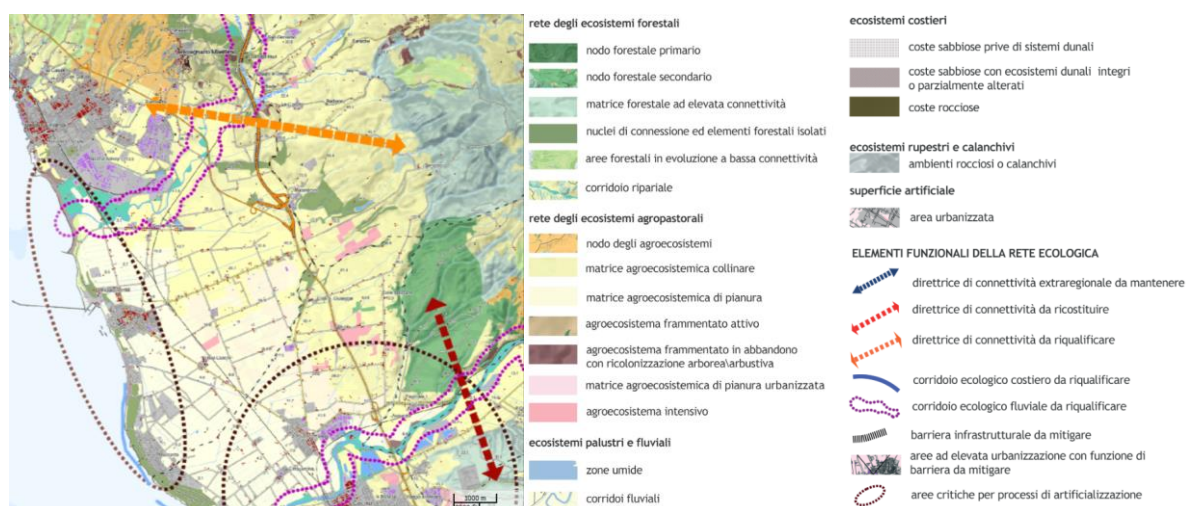 rete degli ecosistemi forestali
nodo forestale primario
nodo forestale secondario
matrice forestale ad elevata connettività
nuclei di connessione ed elementi forestali isolati
aree forestali in evoluzione a bassa connettività
corridoio ripariale
rete degli ecosistemi agropastorali
nodo degli agroecosistemi
matrice agroecosistemica collinare
matrice agroecosistemica di pianura
agroecosistema frammentato attivo
agroecosistema frammentato in abbandono
con ricolonizzazione arborea\arbustiva
matrice agroecosistemica di pianura urbanizzata
agroecosistema intensivo
ecosistemi palustri e fluviali
zone umide
corridoi fluviali
ecosistemi costieri
coste sabbiose prive di sistemi dunali
coste sabbiose con ecosistemi dunali integri
o parzialmente alterati
coste rocciose
ecosistemi rupestri e calanchivi
ambienti rocciosi o calanchivi
superficie artificiale
area urbanizzata
ELEMENTI FUNZIONALI DELLA RETE ECOLOGICA
direttrice di connettività extraregionale da mantenere
direttrice di connettività da ricostituire
direttrice di connettività da riqualificare
corridoio ecologico costiero da riqualificare
corridoio ecologico fluviale da riqualificare
barriera infrastrutturale da mitigare
aree ad elevata urbanizzazione con funzione di
barriera da mitigare
aree critiche per processi di artificializzazione